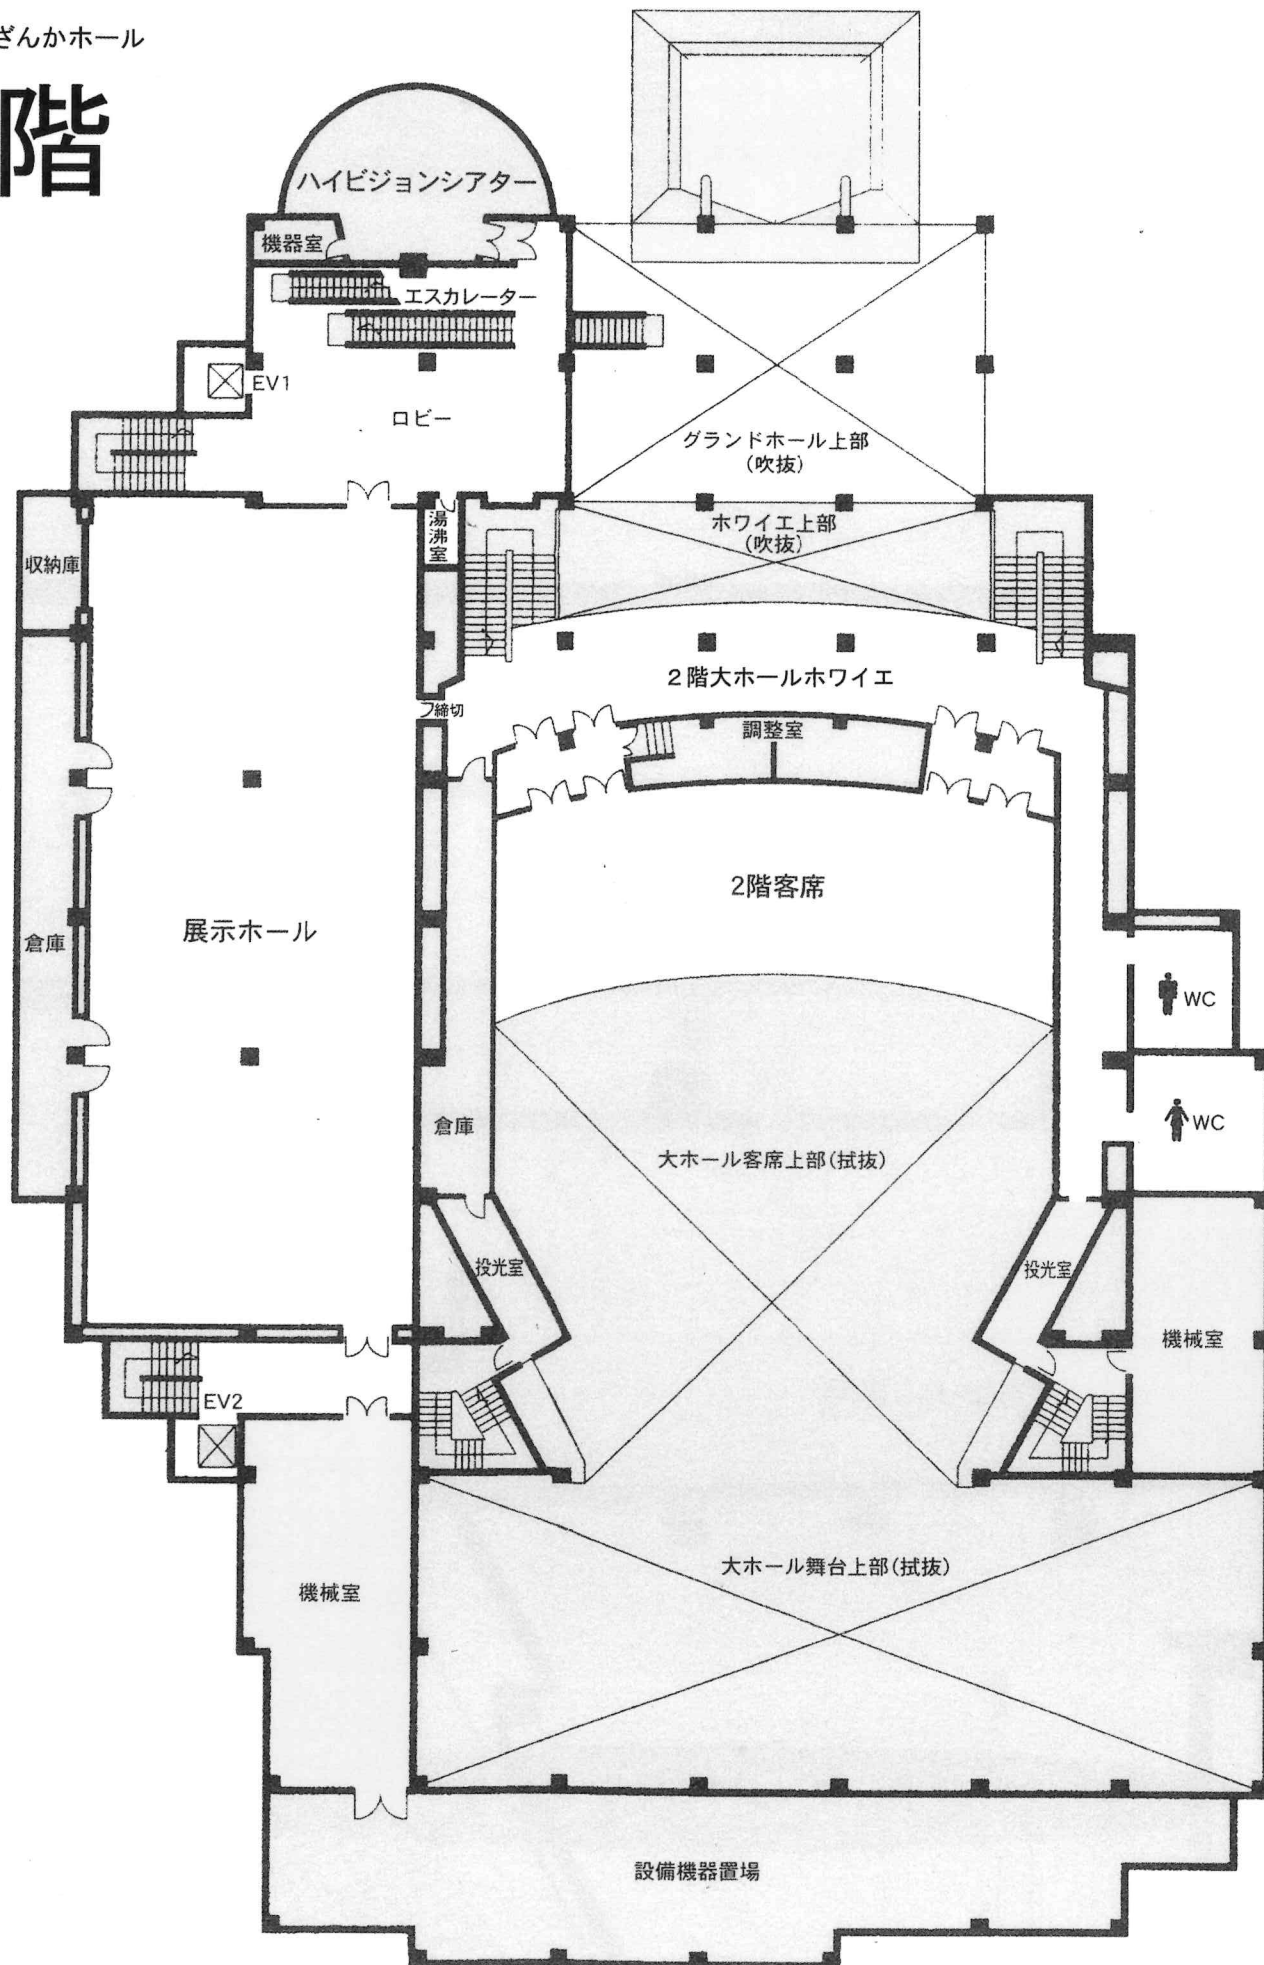 ざんかホール
階
ハイビジョンシアター
機器室
エスカレーター
EV1
ロビー
グランドホール上部
(吹抜)
湯沸室
ホワイエ上部
(吹抜)
収納庫
2階大ホールホワイエ
締切
調整室
2階客席
展示ホール
倉庫
WC
倉庫
WC
大ホール客席上部(拭抜)
投光室
投光室
機械室
EV2
大ホール舞台上部(拭抜)
機械室
設備機器置場